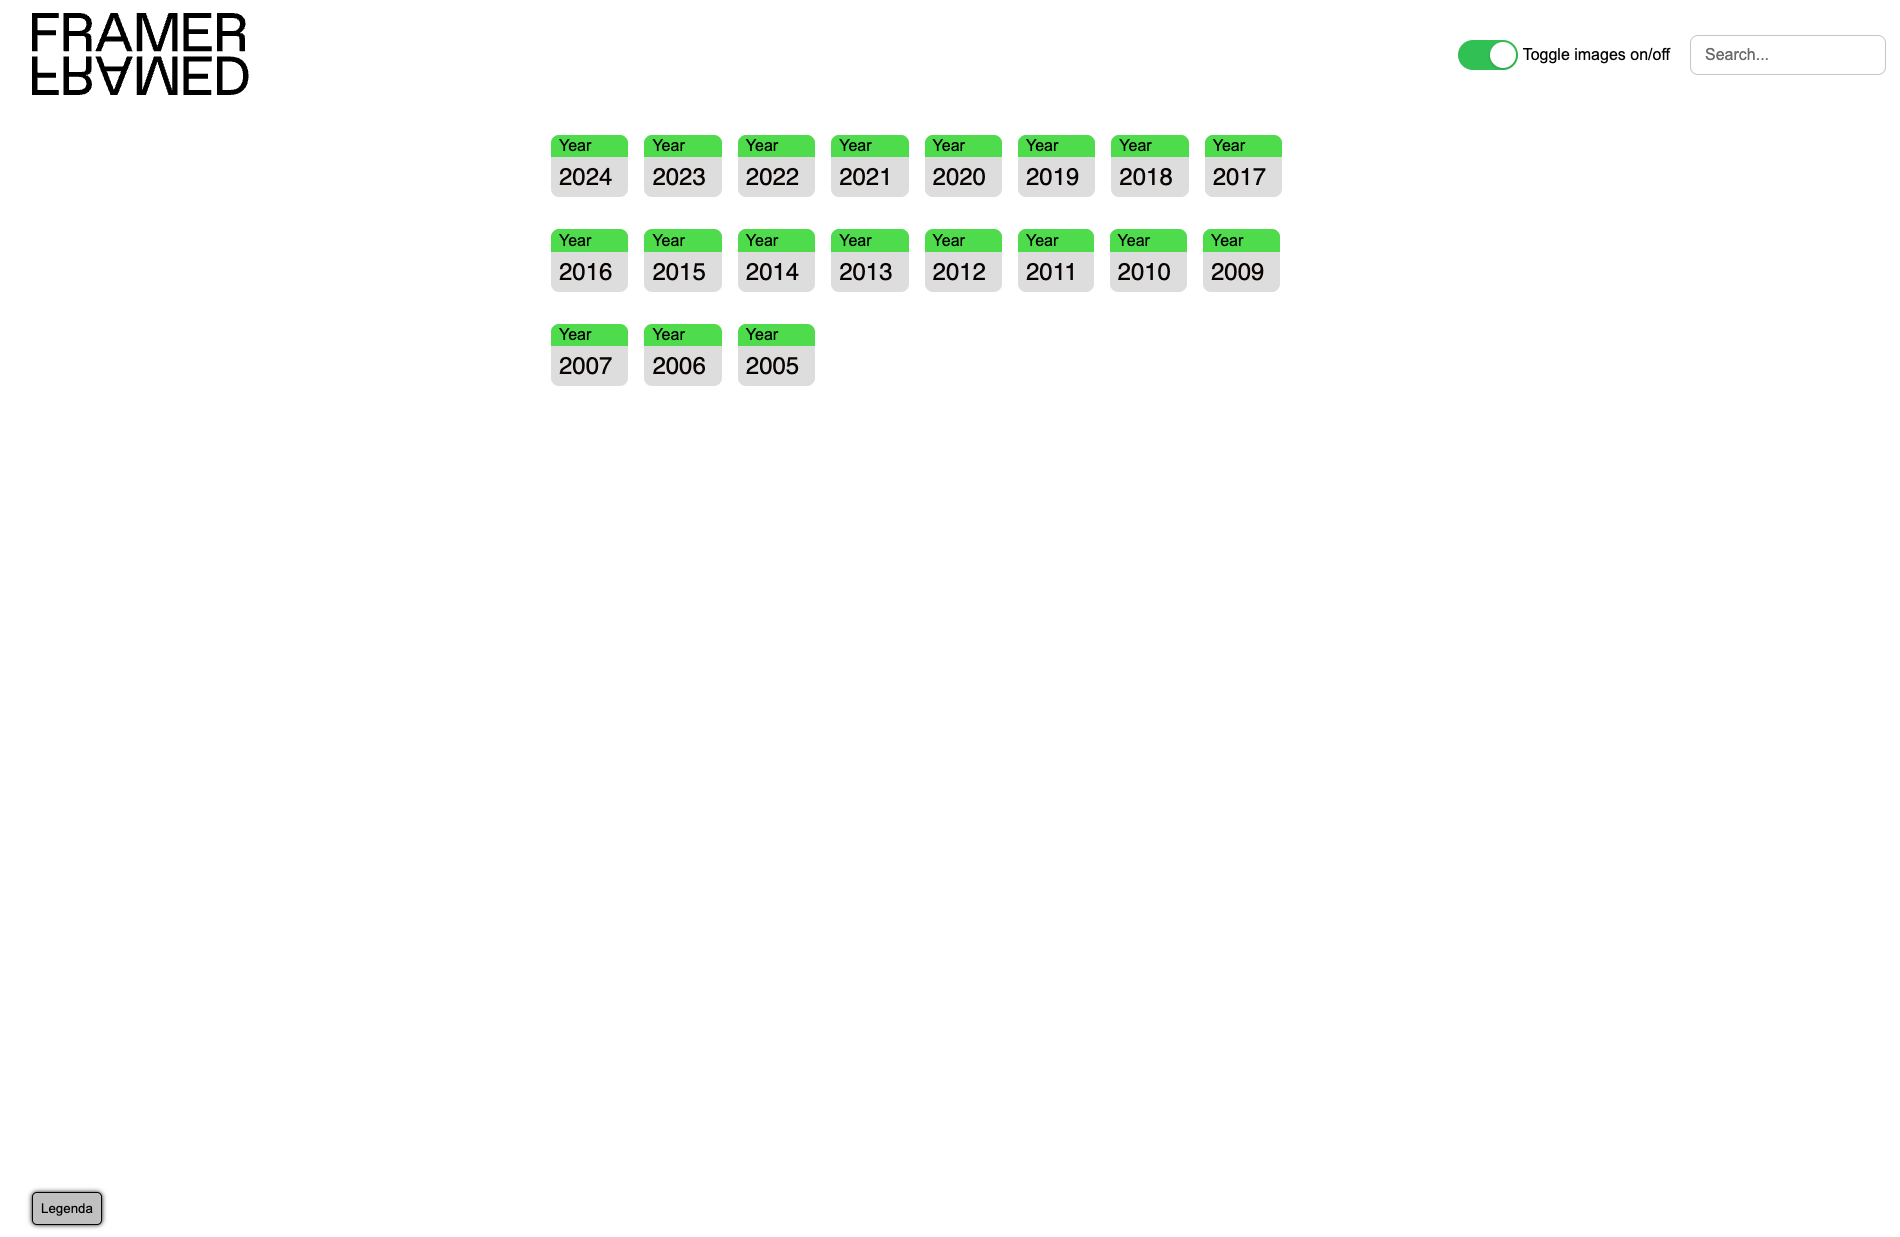 FRAMER
FRAMED
Toggle images on/off
Search...
Year Year Year Year Year Year Year Year
2024 2023 2022 2021 2020 2019 2018 2017
Year Year Year Year Year Year Year Year
2016 2015 2014 2013 2012 2011 2010 2009
Year Year Year
2007 2006 2005
Legenda